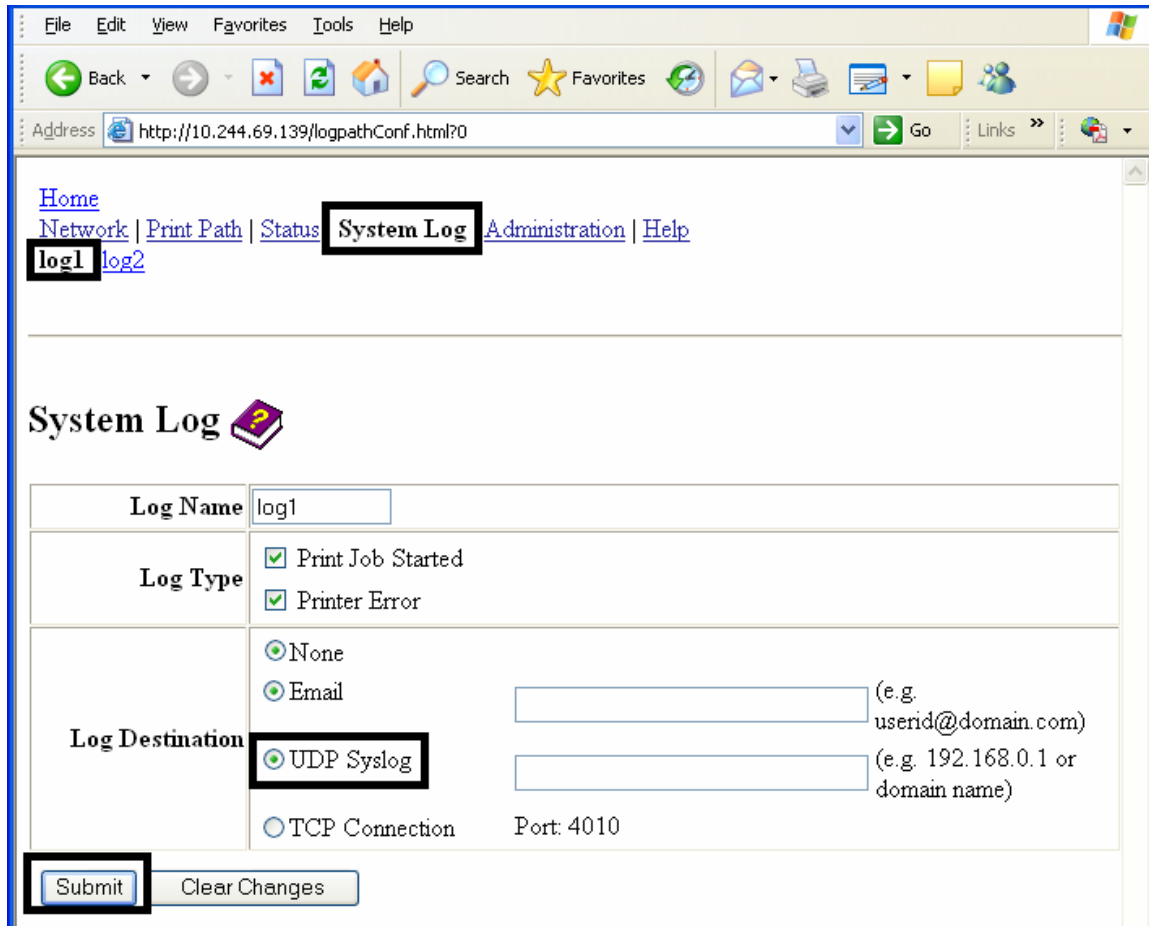 File Edit View Favorites Tools Help
Back Search Favorites
Address http://10.244.69.139/logpathConf.html?0 Go Links »
Home
Network | Print Path | Status System Log Administration | Help
log1 log2
System Log
Log Name log1
Log Type Print Job Started
Printer Error
Log Destination None
Email (e.g. userid@domain.com)
UDP Syslog (e.g. 192.168.0.1 or domain name)
TCP Connection Port: 4010
Submit Clear Changes